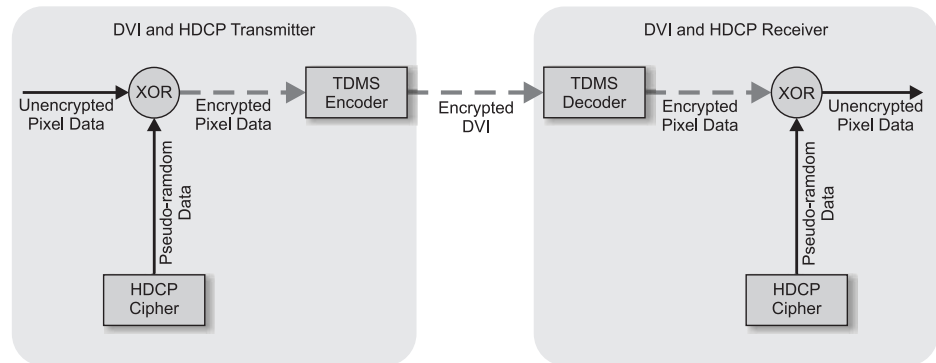 DVI and HDCP Transmitter
XOR
Unencrypted
Pixel Data
Encrypted
Pixel Data
TDMS
Encoder
Pseudo-ramdom
Data
HDCP
Cipher
Encrypted
DVI
DVI and HDCP Receiver
TDMS
Decoder
Encrypted
Pixel Data
XOR
Unencrypted
Pixel Data
Pseudo-ramdom
Data
HDCP
Cipher